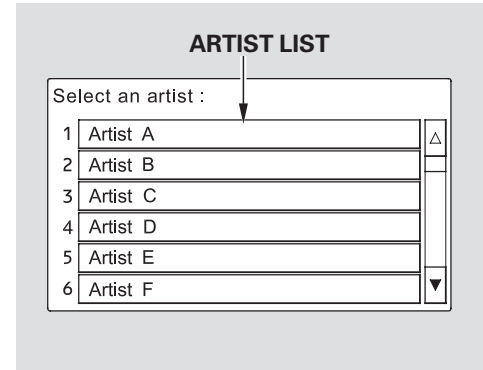 ARTIST LIST
Select an artist :
1 Artist A
2 Artist B
3 Artist C
4 Artist D
5 Artist E
6 Artist F